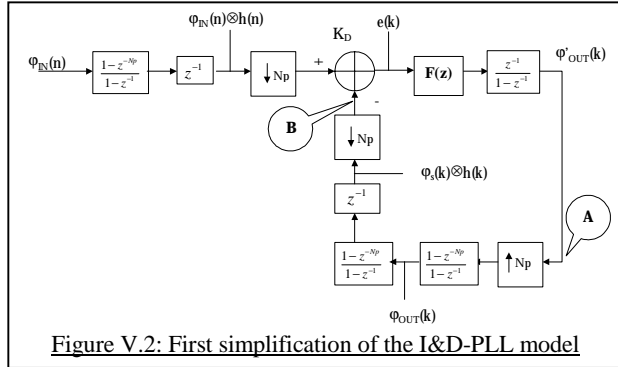 φIN(n)⊗h(n)
KD
e(k)
φIN(n)
1-z^-Np
1-z^-1
z^-1
↓ Np
+
F(z)
z^-1
1-z^-1
φ'OUT(k)
-
B
↓ Np
φs(k)⊗h(k)
z^-1
A
1-z^-Np
1-z^-1
1-z^-Np
1-z^-1
↑ Np
φOUT(k)
Figure V.2: First simplification of the I&D-PLL model